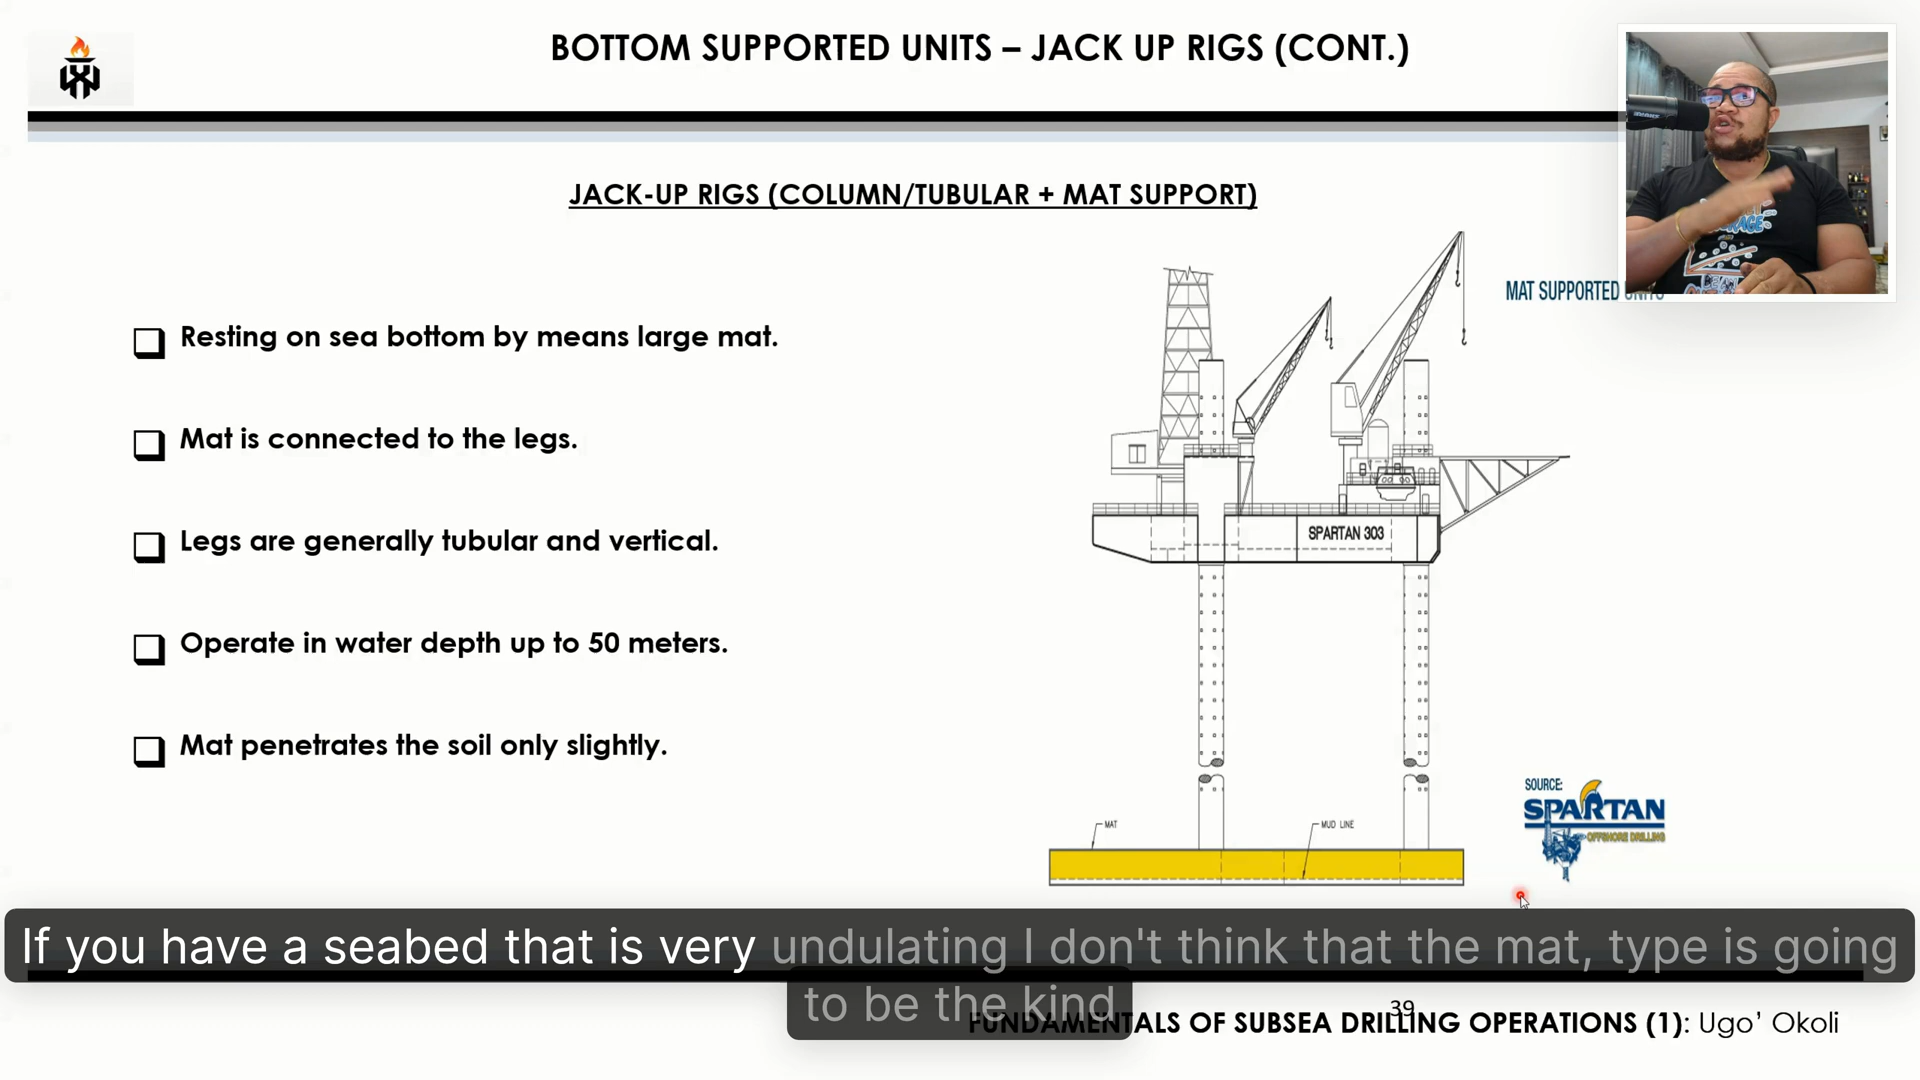 BOTTOM SUPPORTED UNITS – JACK UP RIGS (CONT.)
JACK-UP RIGS (COLUMN/TUBULAR + MAT SUPPORT)
MAT SUPPORTED UNITS
Resting on sea bottom by means large mat.
Mat is connected to the legs.
Legs are generally tubular and vertical.
SPARTAN 303
Operate in water depth up to 50 meters.
Mat penetrates the soil only slightly.
SOURCE:
SPARTAN
OFFSHORE DRILLING
MAT
MUD LINE
If you have a seabed that is very undulating I don't think that the mat, type is going
to be the kind
39
FUNDAMENTALS OF SUBSEA DRILLING OPERATIONS (1): Ugo’ Okoli